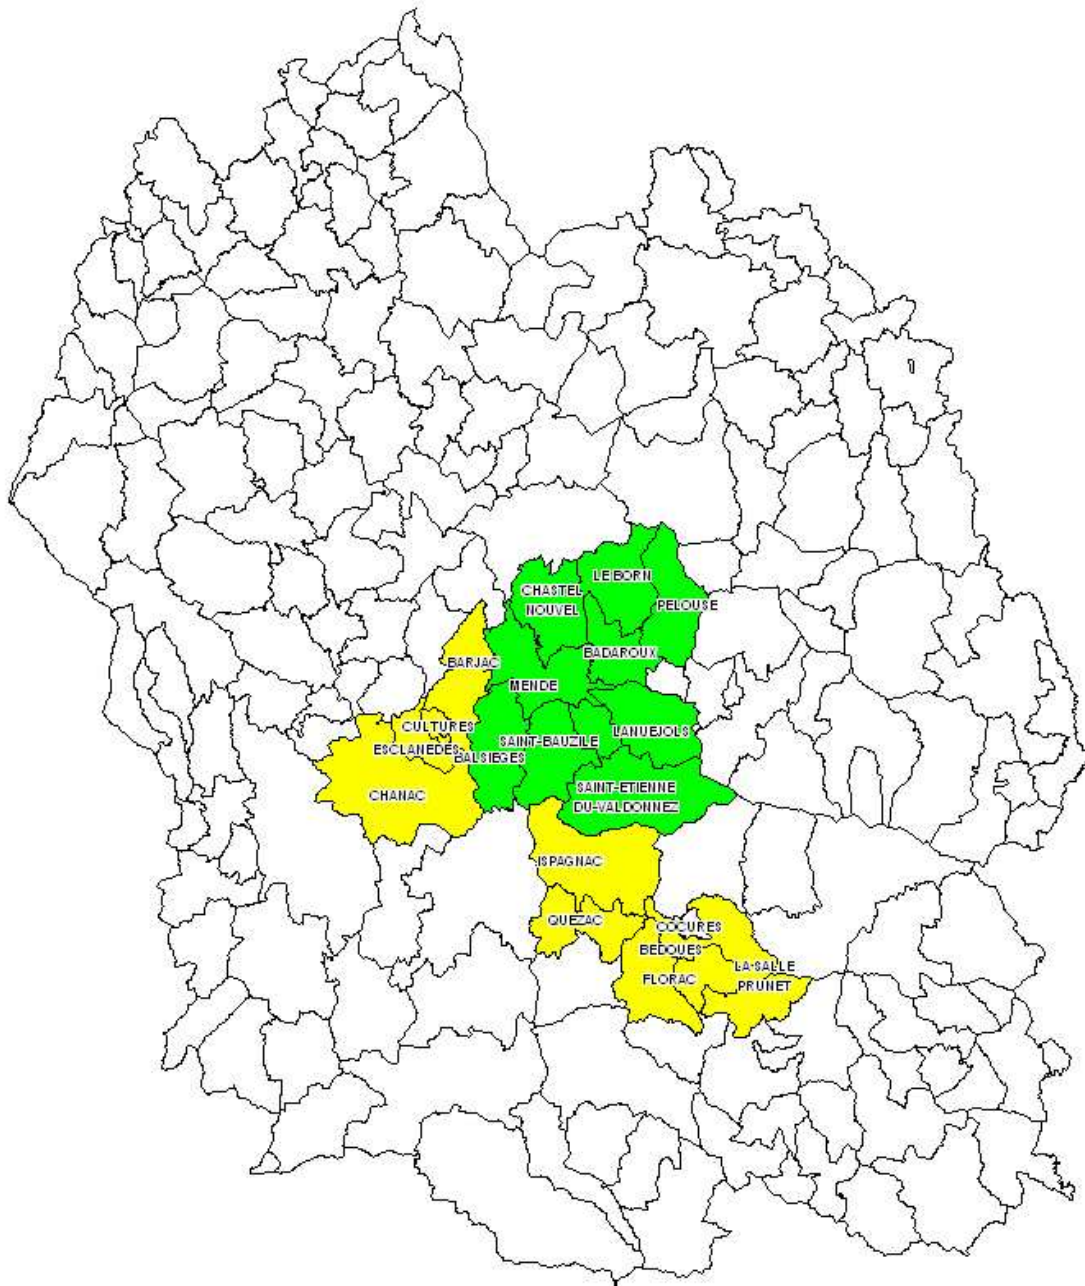 LE BORN
CHASTEL
NOUVEL
PELOUSE
BADAROUX
BARJAC
MENDE
CULTURES
LANUEJOLS
SAINT-BAUZILE
ESCLANEDES
BALSIEGES
SAINT-ETIENNE
DU-VALDONNEZ
CHANAC
ISPAGNAC
QUEZAC
COCURES
BEDOUES
LA-SALLE
PRUNET
FLORAC